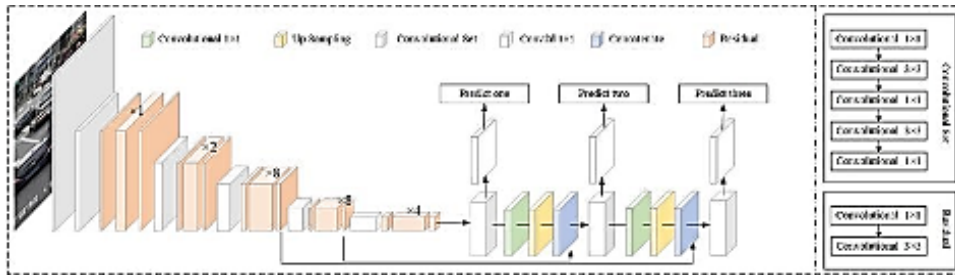 Convolutional 1×1
Up Sampling
Convolutional Set
Concatenate
Residual
×1
×2
×8
×8
×4
Predict one
Predict two
Predict three
Convolutional 1×1
Convolutional 3×3
Convolutional 1×1
Convolutional 3×3
Convolutional 1×1
Convolutional Set
Convolutional 1×1
Convolutional 3×3
Residual